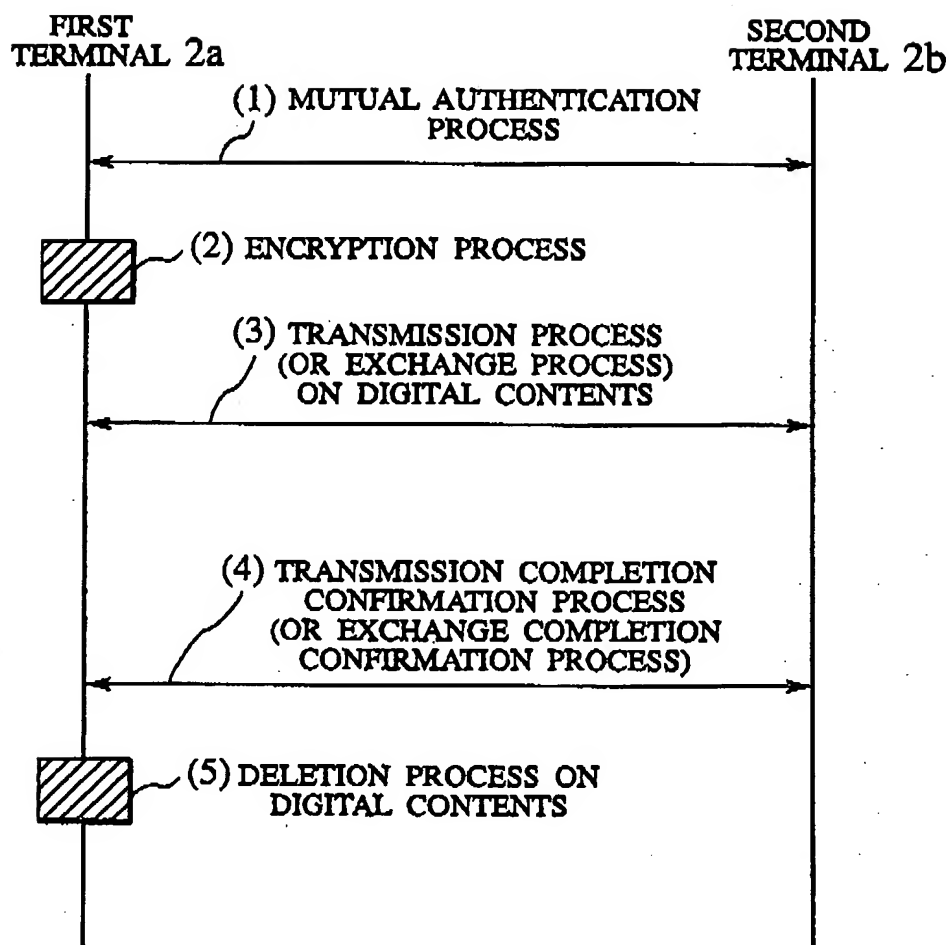 FIRST
TERMINAL 2a
SECOND
TERMINAL 2b
(1) MUTUAL AUTHENTICATION
PROCESS
(2) ENCRYPTION PROCESS
(3) TRANSMISSION PROCESS
(OR EXCHANGE PROCESS)
ON DIGITAL CONTENTS
(4) TRANSMISSION COMPLETION
CONFIRMATION PROCESS
(OR EXCHANGE COMPLETION
CONFIRMATION PROCESS)
(5) DELETION PROCESS ON
DIGITAL CONTENTS